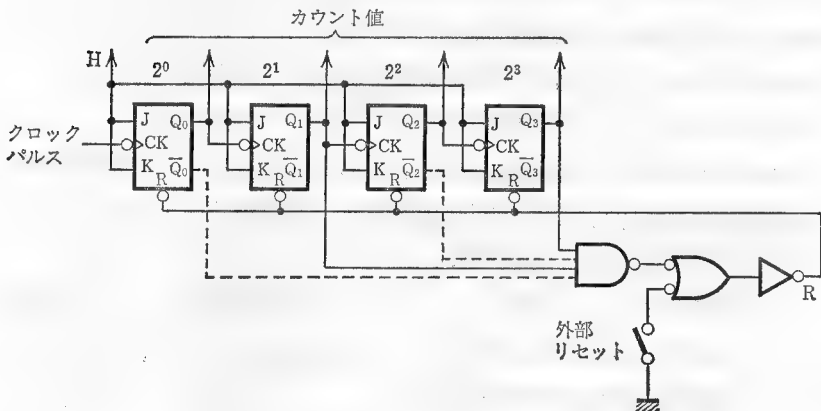 カウント値
H 2⁰ 2¹ 2² 2³
J Q₀ J Q₁ J Q₂ J Q₃
クロック
パルス
CK CK CK CK
K Q̅₀ K Q̅₁ K Q̅₂ K Q̅₃
R R R R
R
外部
リセット